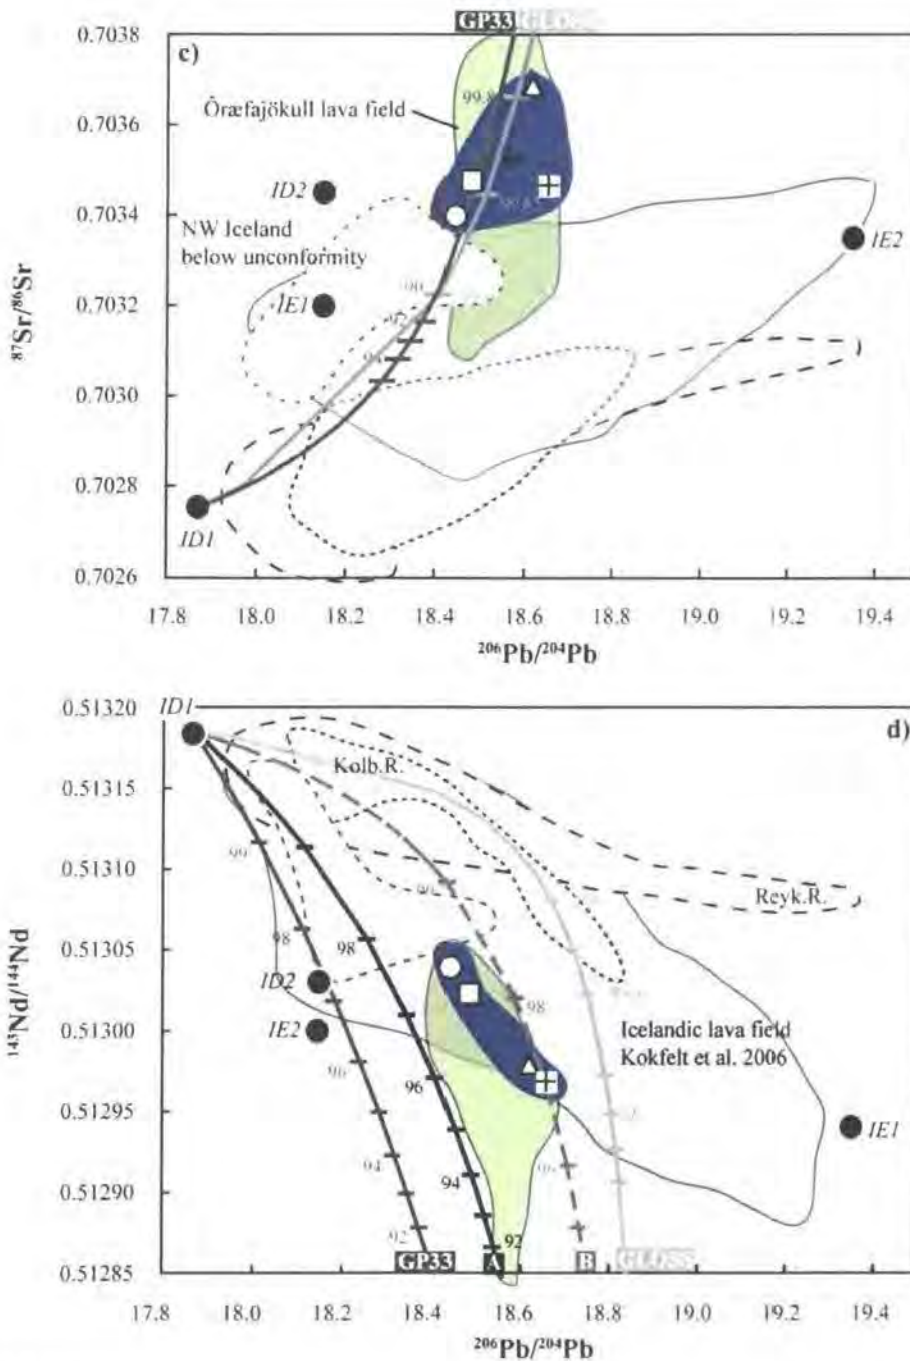 GP33 GLOSS
c)
0.7038
0.7036
0.7034
0.7032
0.7030
0.7028
0.7026
⁸⁷Sr/⁸⁶Sr
99.8
Öræfajökull lava field
ID2
NW Iceland
below unconformity
IE1
IE2
ID1
17.8 18.0 18.2 18.4 18.6 18.8 19.0 19.2 19.4
²⁰⁶Pb/²⁰⁴Pb
d)
ID1
0.51320
0.51315
0.51310
0.51305
0.51300
0.51295
0.51290
0.51285
¹⁴³Nd/¹⁴⁴Nd
Kolb.R.
Reyk.R.
99
98
98
98
ID2
IE2
96
96
94
94
92
92
Icelandic lava field
Kokfelt et al. 2006
IE1
GP33 A B GLOSS
17.8 18.0 18.2 18.4 18.6 18.8 19.0 19.2 19.4
²⁰⁶Pb/²⁰⁴Pb